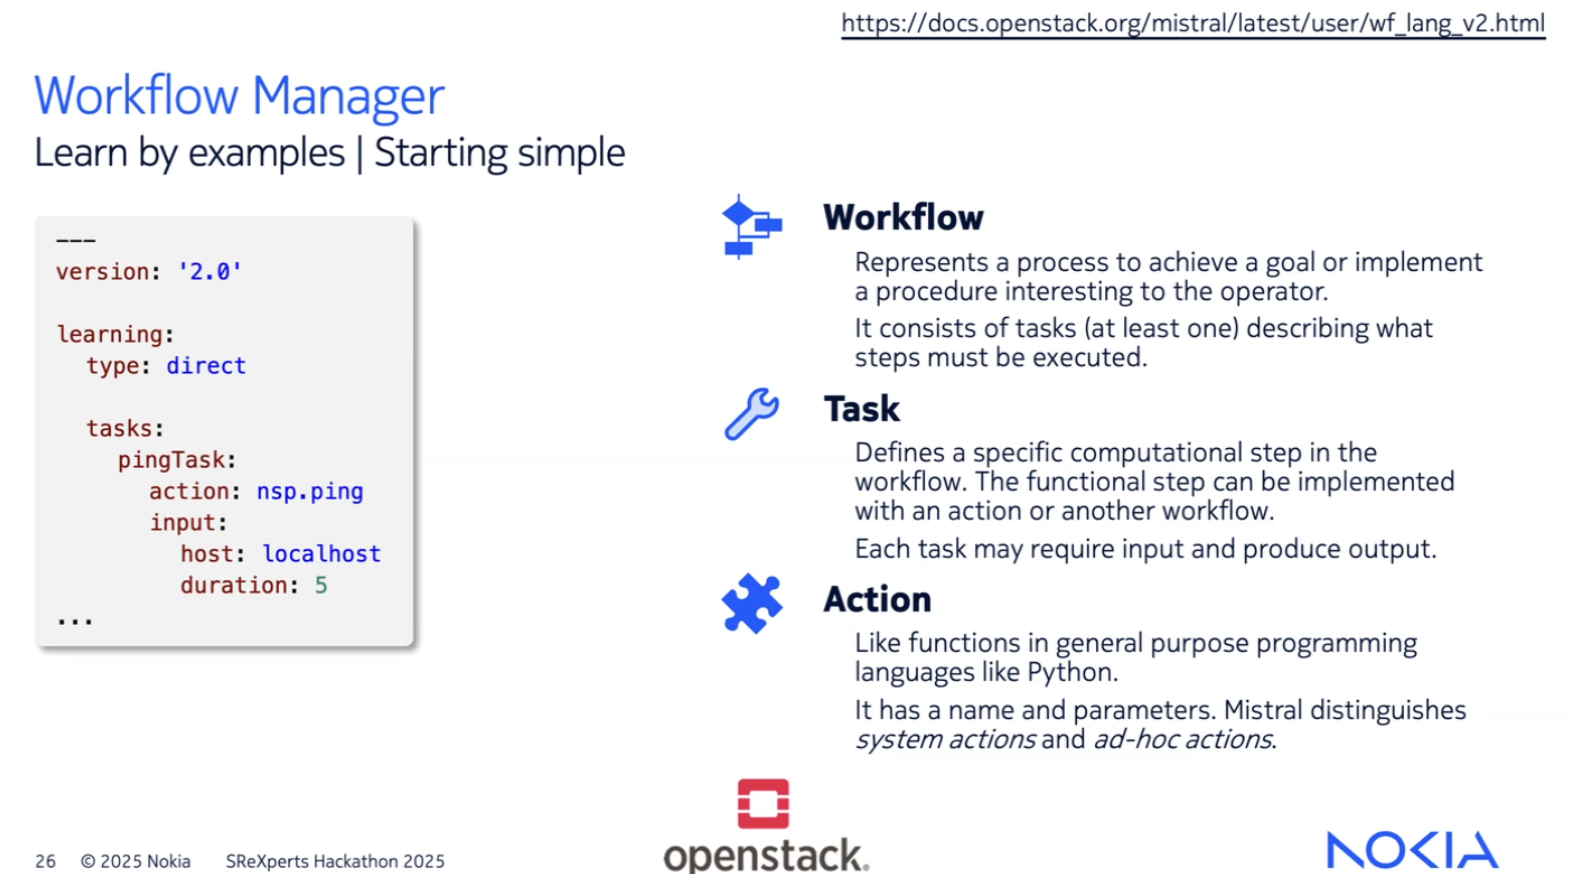 https://docs.openstack.org/mistral/latest/user/wf_lang_v2.html
Workflow Manager
Learn by examples | Starting simple
---
version: '2.0'
learning:
type: direct
tasks:
pingTask:
action: nsp.ping
input:
host: localhost
duration: 5
...
Workflow
Represents a process to achieve a goal or implement
a procedure interesting to the operator.
It consists of tasks (at least one) describing what
steps must be executed.
Task
Defines a specific computational step in the
workflow. The functional step can be implemented
with an action or another workflow.
Each task may require input and produce output.
Action
Like functions in general purpose programming
languages like Python.
It has a name and parameters. Mistral distinguishes
system actions and ad-hoc actions.
openstack.
26 © 2025 Nokia SReXperts Hackathon 2025
NOKIA